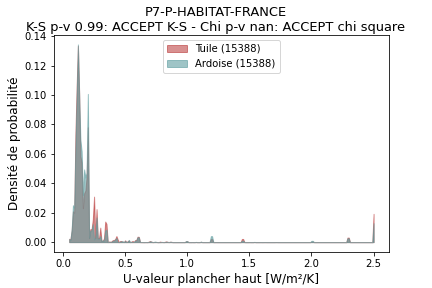 P7-P-HABITAT-FRANCE
K-S p-v 0.99: ACCEPT K-S - Chi p-v nan: ACCEPT chi square
Tuile (15388)
Ardoise (15388)
Densité de probabilité
0.14
0.12
0.10
0.08
0.06
0.04
0.02
0.00
0.0 0.5 1.0 1.5 2.0 2.5
U-valeur plancher haut [W/m²/K]